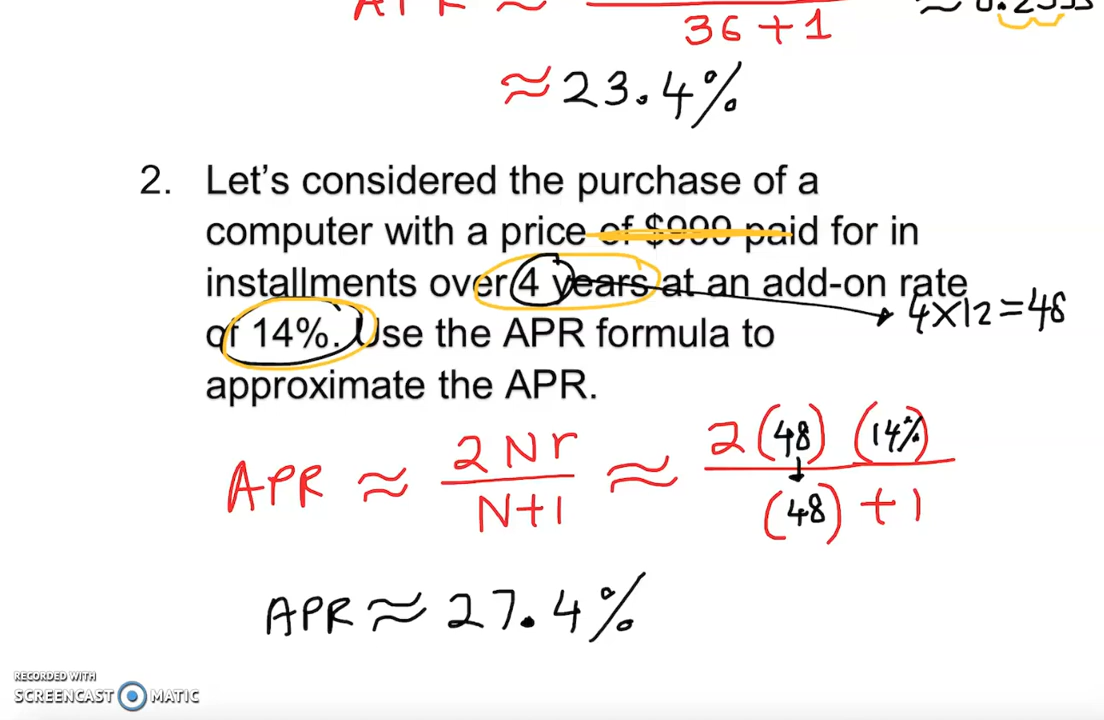 36 + 1
≈ 23.4%
2. Let's considered the purchase of a
computer with a price of $999 paid for in
installments over 4 years at an add-on rate
4×12=48
of 14%. Use the APR formula to
approximate the APR.
APR ≈ 2Nr / N+1 ≈ 2(48)(14%) / (48)+1
APR ≈ 27.4%
RECORDED WITH
SCREENCAST MATIC